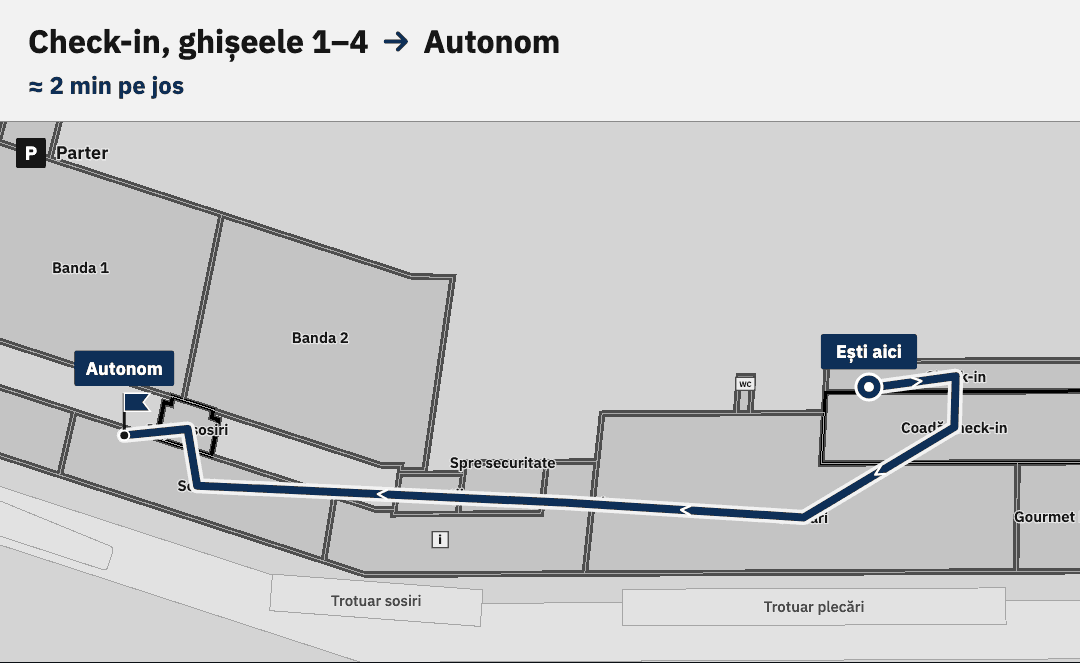 Check-in, ghișeele 1–4 → Autonom
≈ 2 min pe jos
P Parter
Banda 1
Banda 2
Autonom
Ești aici
wc
Spre securitate
i
Gourmet
Trotuar sosiri
Trotuar plecări